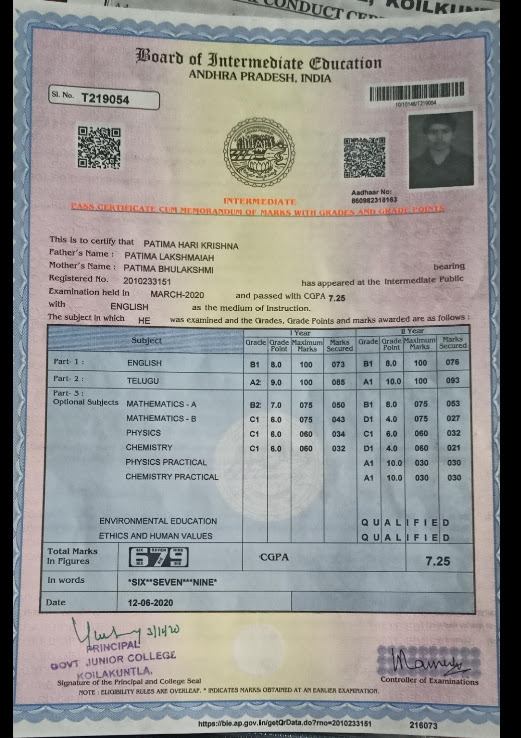 CONDUCT CER
KOILKUN
Board of Intermediate Education
ANDHRA PRADESH, INDIA
Sl. No. T219054
10/10146/T219054
Aadhaar No:
860982318163
INTERMEDIATE
PASS CERTIFICATE CUM MEMORANDUM OF MARKS WITH GRADES AND GRADE POINTS
This is to certify that PATIMA HARI KRISHNA
Father's Name : PATIMA LAKSHMAIAH
Mother's Name : PATIMA BHULAKSHMI bearing
Registered No. 2010233151 has appeared at the Intermediate Public
Examination held in MARCH-2020 and passed with CGPA 7.25
with ENGLISH as the medium of Instruction.
The subject in which HE was examined and the Grades, Grade Points and marks awarded are as follows :
Subject I Year II Year
Grade Grade Point Maximum Marks Marks Secured Grade Grade Point Maximum Marks Marks Secured
Part- 1 : ENGLISH B1 8.0 100 073 B1 8.0 100 076
Part- 2 : TELUGU A2 9.0 100 085 A1 10.0 100 093
Part- 3 :
Optional Subjects MATHEMATICS - A B2 7.0 075 050 B1 8.0 075 053
MATHEMATICS - B C1 6.0 075 043 D1 4.0 075 027
PHYSICS C1 6.0 060 034 C1 6.0 060 032
CHEMISTRY C1 6.0 060 032 D1 4.0 060 021
PHYSICS PRACTICAL A1 10.0 030 030
CHEMISTRY PRACTICAL A1 10.0 030 030
ENVIRONMENTAL EDUCATION QUALIFIED
ETHICS AND HUMAN VALUES QUALIFIED
Total Marks In Figures SIX SEVEN NINE 679 CGPA 7.25
In words *SIX**SEVEN***NINE*
Date 12-06-2020
3/11/20
PRINCIPAL
GOVT JUNIOR COLLEGE
KOILAKUNTLA.
Signature of the Principal and College Seal
Controller of Examinations
NOTE : ELIGIBILITY RULES ARE OVERLEAF. * INDICATES MARKS OBTAINED AT AN EARLIER EXAMINATION.
https://bie.ap.gov.in/getQrData.do?rno=2010233151 216073